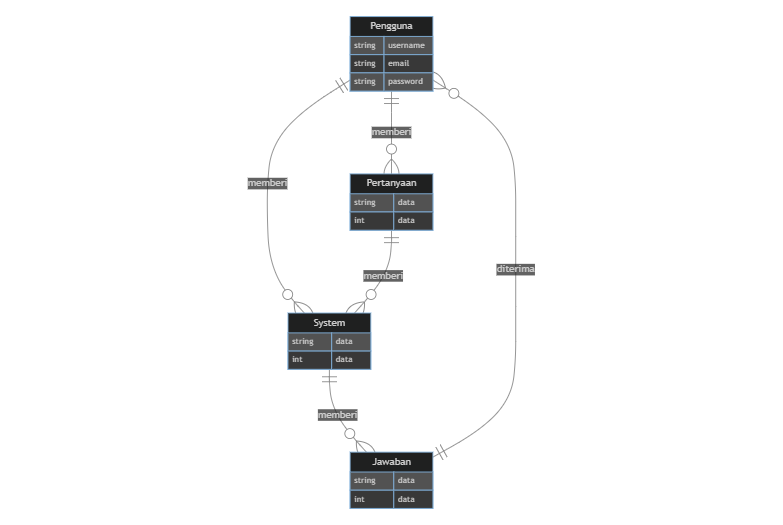 Pengguna
string username
string email
string password
memberi
memberi
Pertanyaan
string data
int data
diterima
memberi
System
string data
int data
memberi
Jawaban
string data
int data